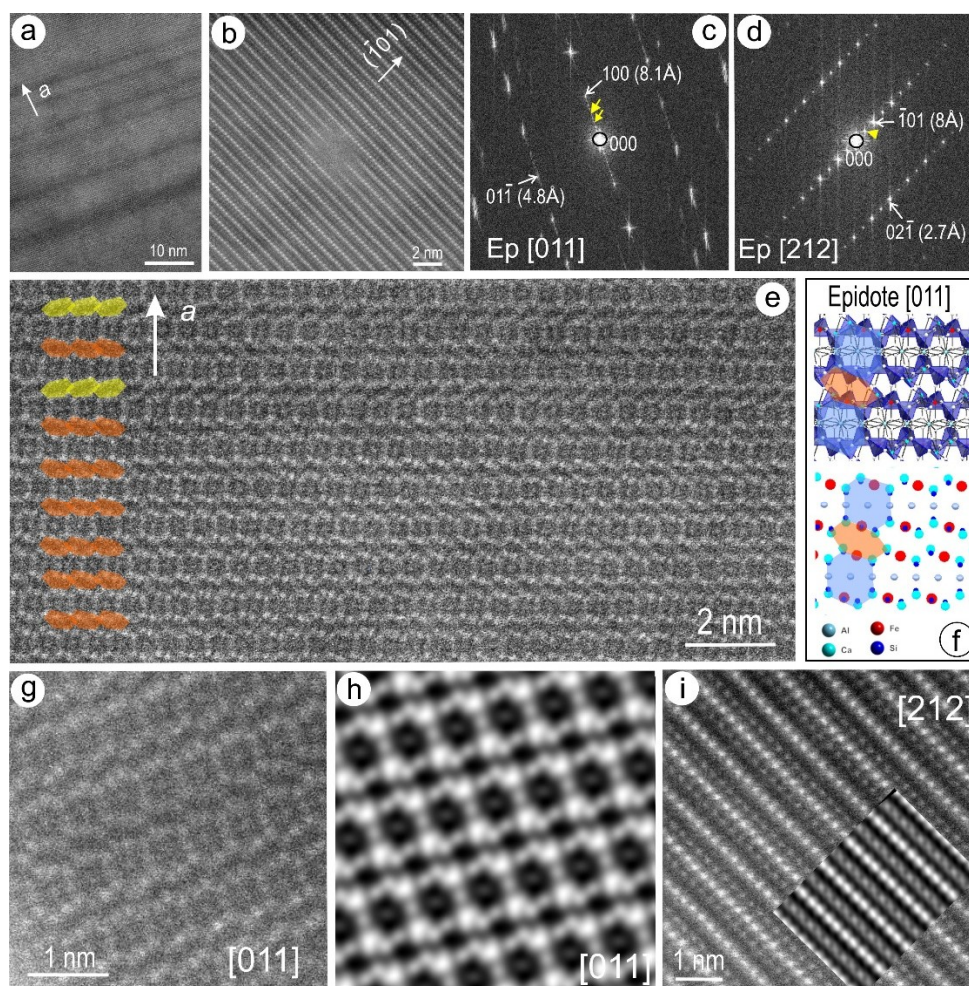 a
a
10 nm
b
(1̄01)
2 nm
c
100 (8.1Å)
000
011̄ (4.8Å)
Ep [011]
d
1̄01 (8Å)
000
021̄ (2.7Å)
Ep [212]
e
a
2 nm
Epidote [011]
Al
Fe
Ca
Si
f
g
1 nm
[011]
h
[011]
i
[212]
1 nm